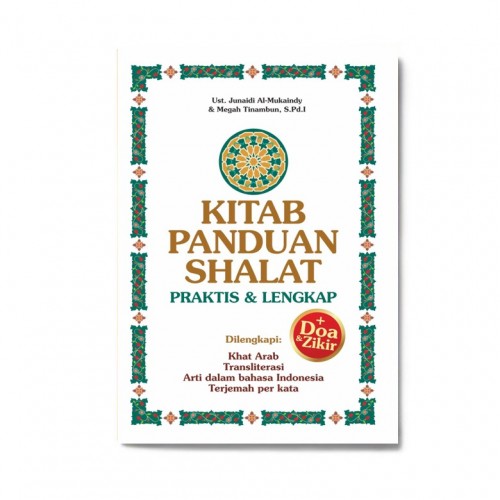 Ust. Junaidi Al-Mukaindy
& Megah Tinambun, S.Pd.I
KITAB
PANDUAN
SHALAT
PRAKTIS & LENGKAP
+
Doa
& Zikir
Dilengkapi:
Khat Arab
Transliterasi
Arti dalam bahasa Indonesia
Terjemah per kata